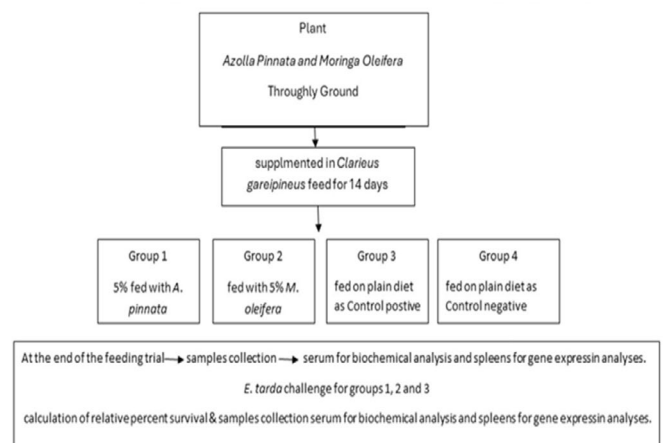 Plant
Azolla Pinnata and Moringa Oleifera
Throughly Ground
supplmented in Clarieus
gareipineus feed for 14 days
Group 1
5% fed with A.
pinnata
Group 2
fed with 5% M.
oleifera
Group 3
fed on plain diet
as Control postive
Group 4
fed on plain diet as
Control negative
At the end of the feeding trial → samples collection → serum for biochemical analysis and spleens for gene expressin analyses.
E. tarda challenge for groups 1, 2 and 3
calculation of relative percent survival & samples collection serum for biochemical analysis and spleens for gene expressin analyses.